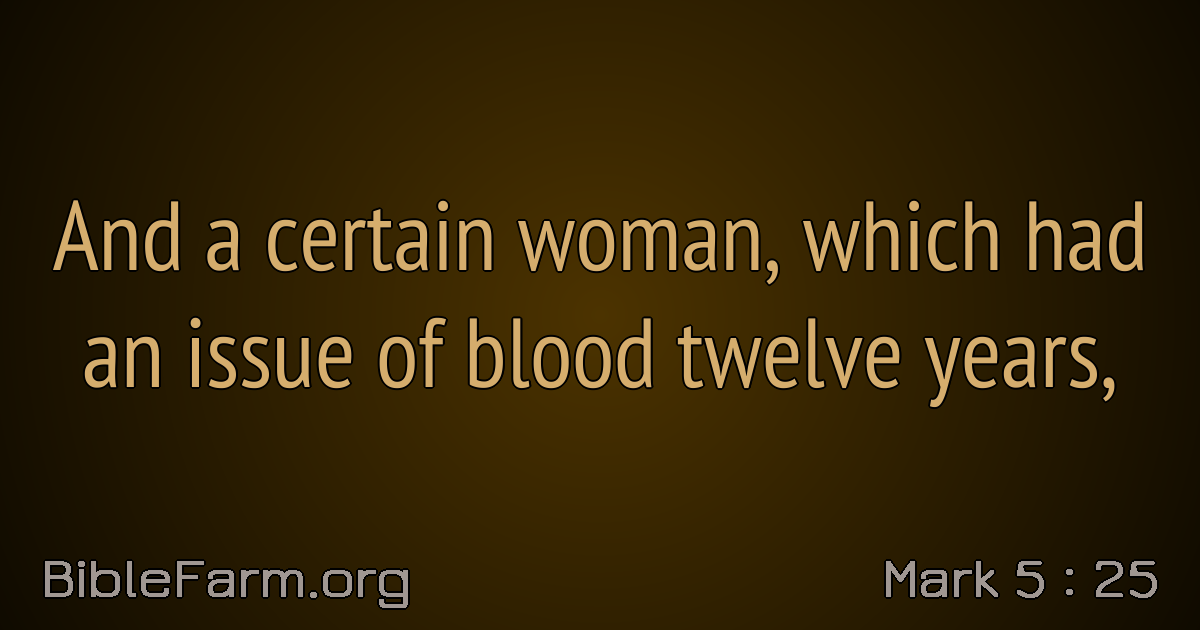 And a certain woman, which had
an issue of blood twelve years,
BibleFarm.org
Mark 5 : 25